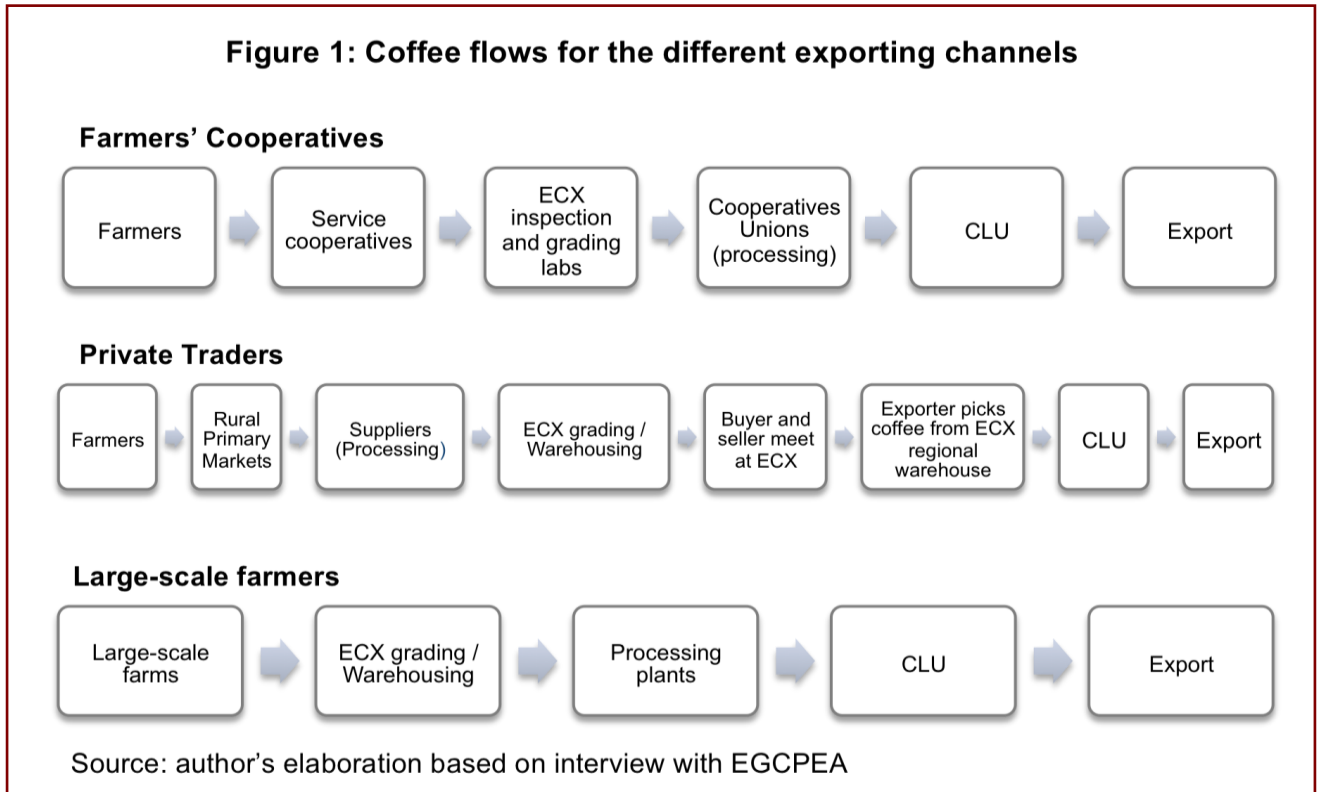 Figure 1: Coffee flows for the different exporting channels
Farmers’ Cooperatives
Farmers
Service
cooperatives
ECX
inspection
and grading
labs
Cooperatives
Unions
(processing)
CLU
Export
Private Traders
Farmers
Rural
Primary
Markets
Suppliers
(Processing)
ECX grading /
Warehousing
Buyer and
seller meet
at ECX
Exporter picks
coffee from ECX
regional
warehouse
CLU
Export
Large-scale farmers
Large-scale
farms
ECX grading /
Warehousing
Processing
plants
CLU
Export
Source: author’s elaboration based on interview with EGCPEA